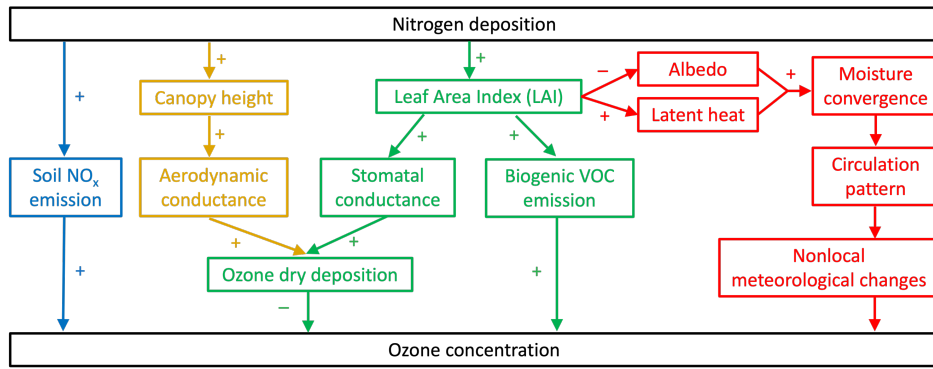 Nitrogen deposition
+
+
+
+
Canopy height
Leaf Area Index (LAI)
–
+
Albedo
Latent heat
+
Moisture
convergence
+
+
+
Soil NOx
emission
Aerodynamic
conductance
Stomatal
conductance
Biogenic VOC
emission
Circulation
pattern
+
+
Ozone dry deposition
+
+
–
Nonlocal
meteorological changes
Ozone concentration